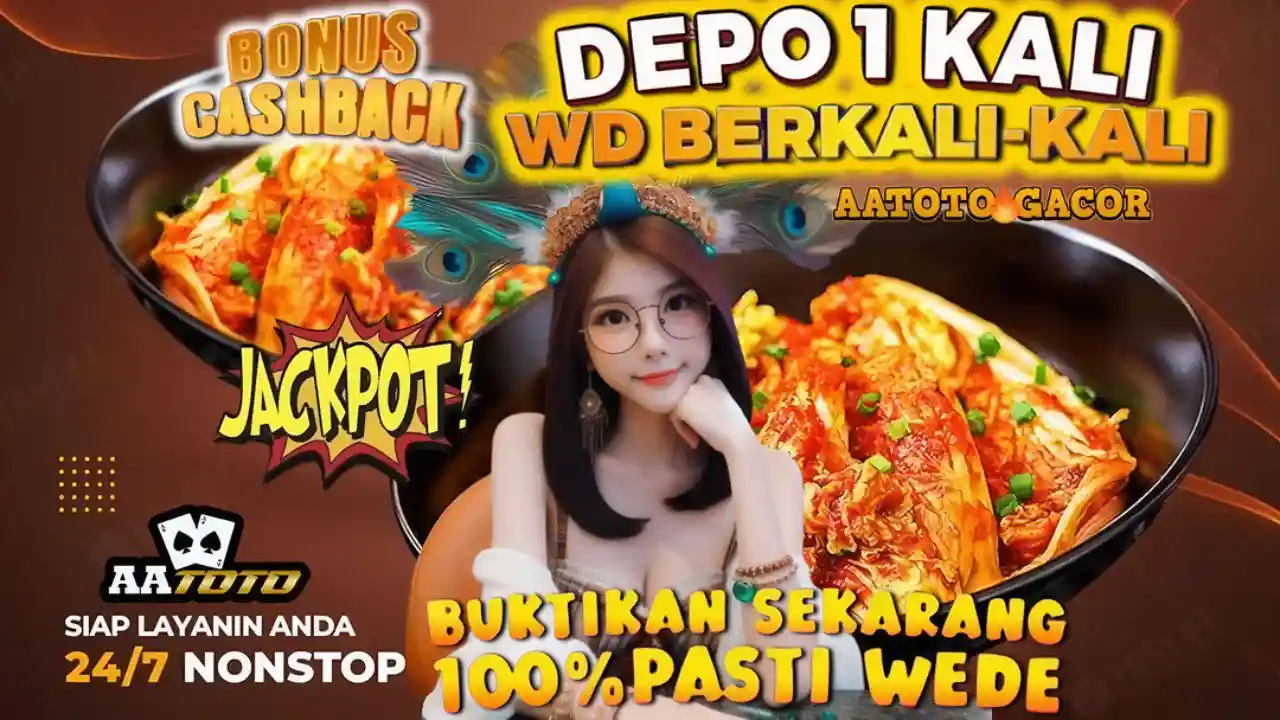 BONUS
CASHBACK
DEPO 1 KALI
WD BERKALI-KALI
AATOTO GACOR
JACKPOT!
AATOTO
SIAP LAYANIN ANDA
24/7 NONSTOP
BUKTIKAN SEKARANG
100% PASTI WEDE